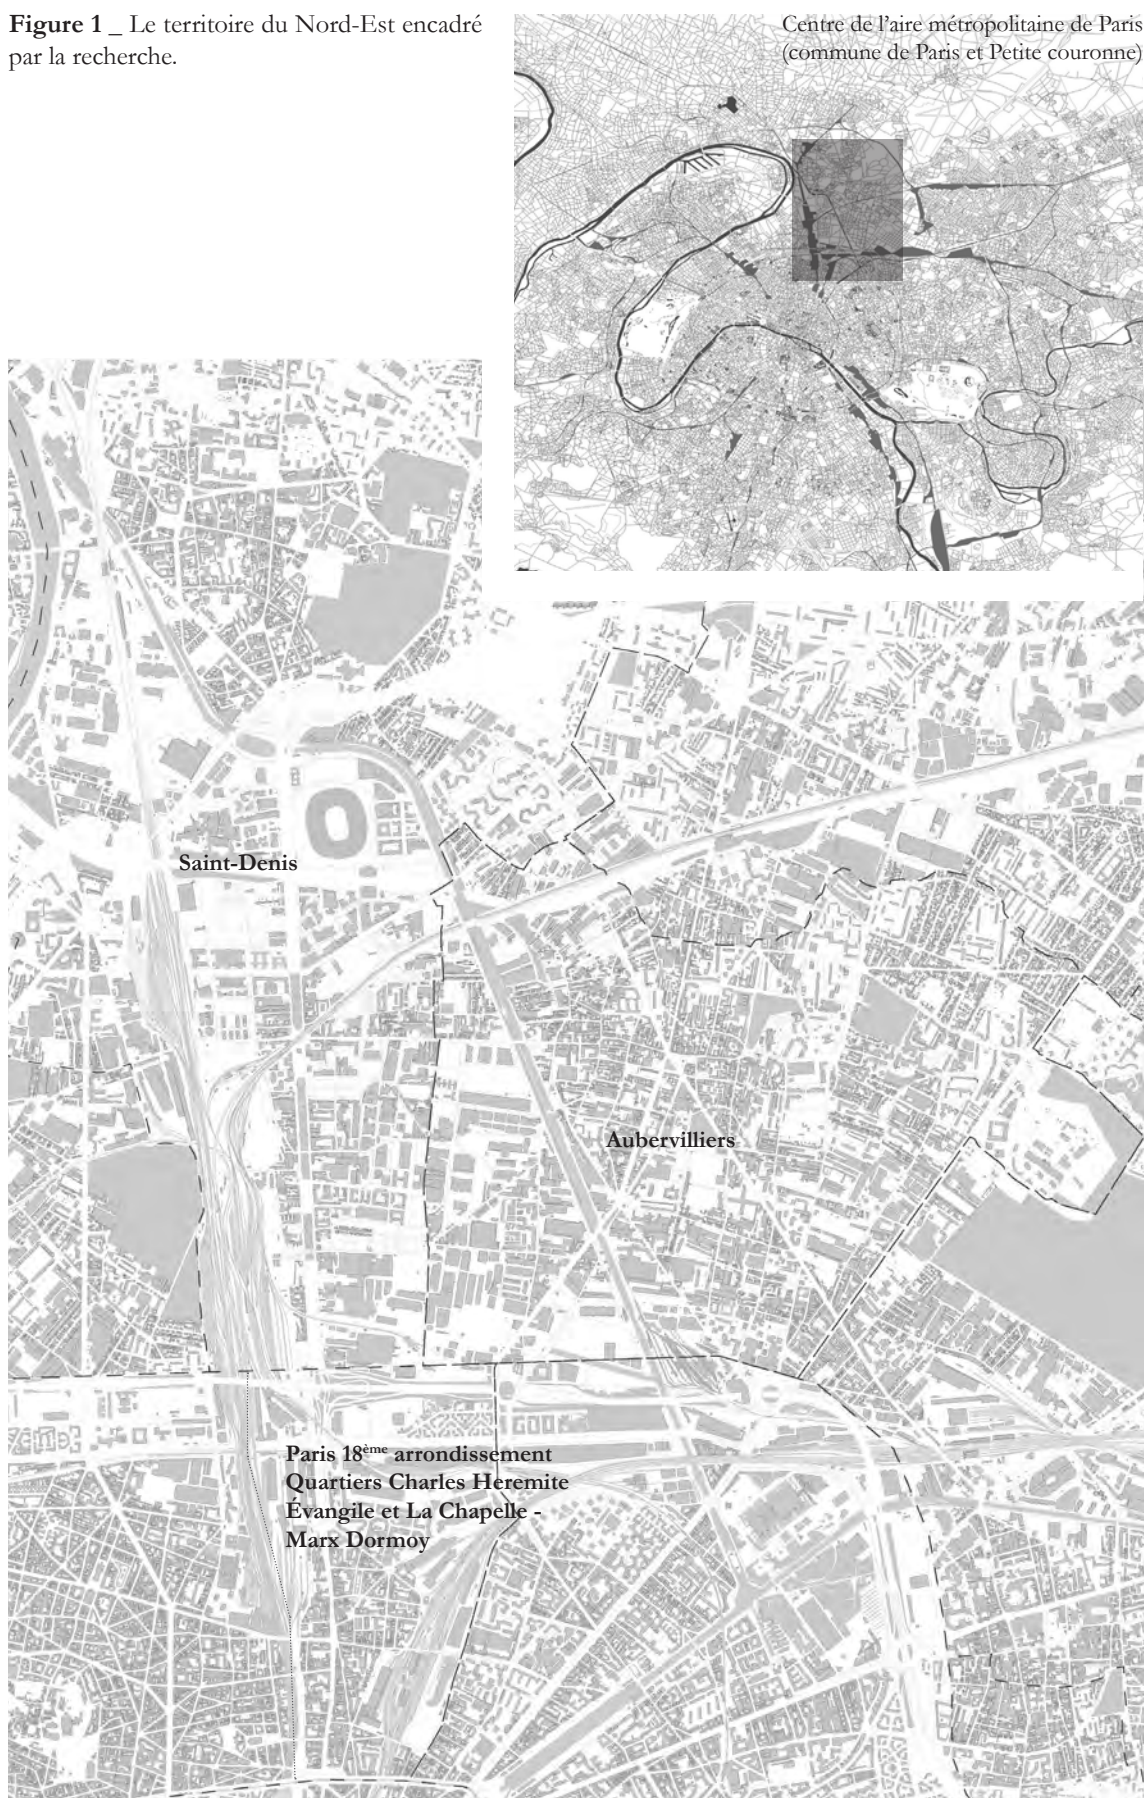 Figure 1 _ Le territoire du Nord-Est encadré
par la recherche.
Centre de l'aire métropolitaine de Paris
(commune de Paris et Petite couronne)
Saint-Denis
Aubervilliers
Paris 18ème arrondissement
Quartiers Charles Heremite
Évangile et La Chapelle -
Marx Dormoy